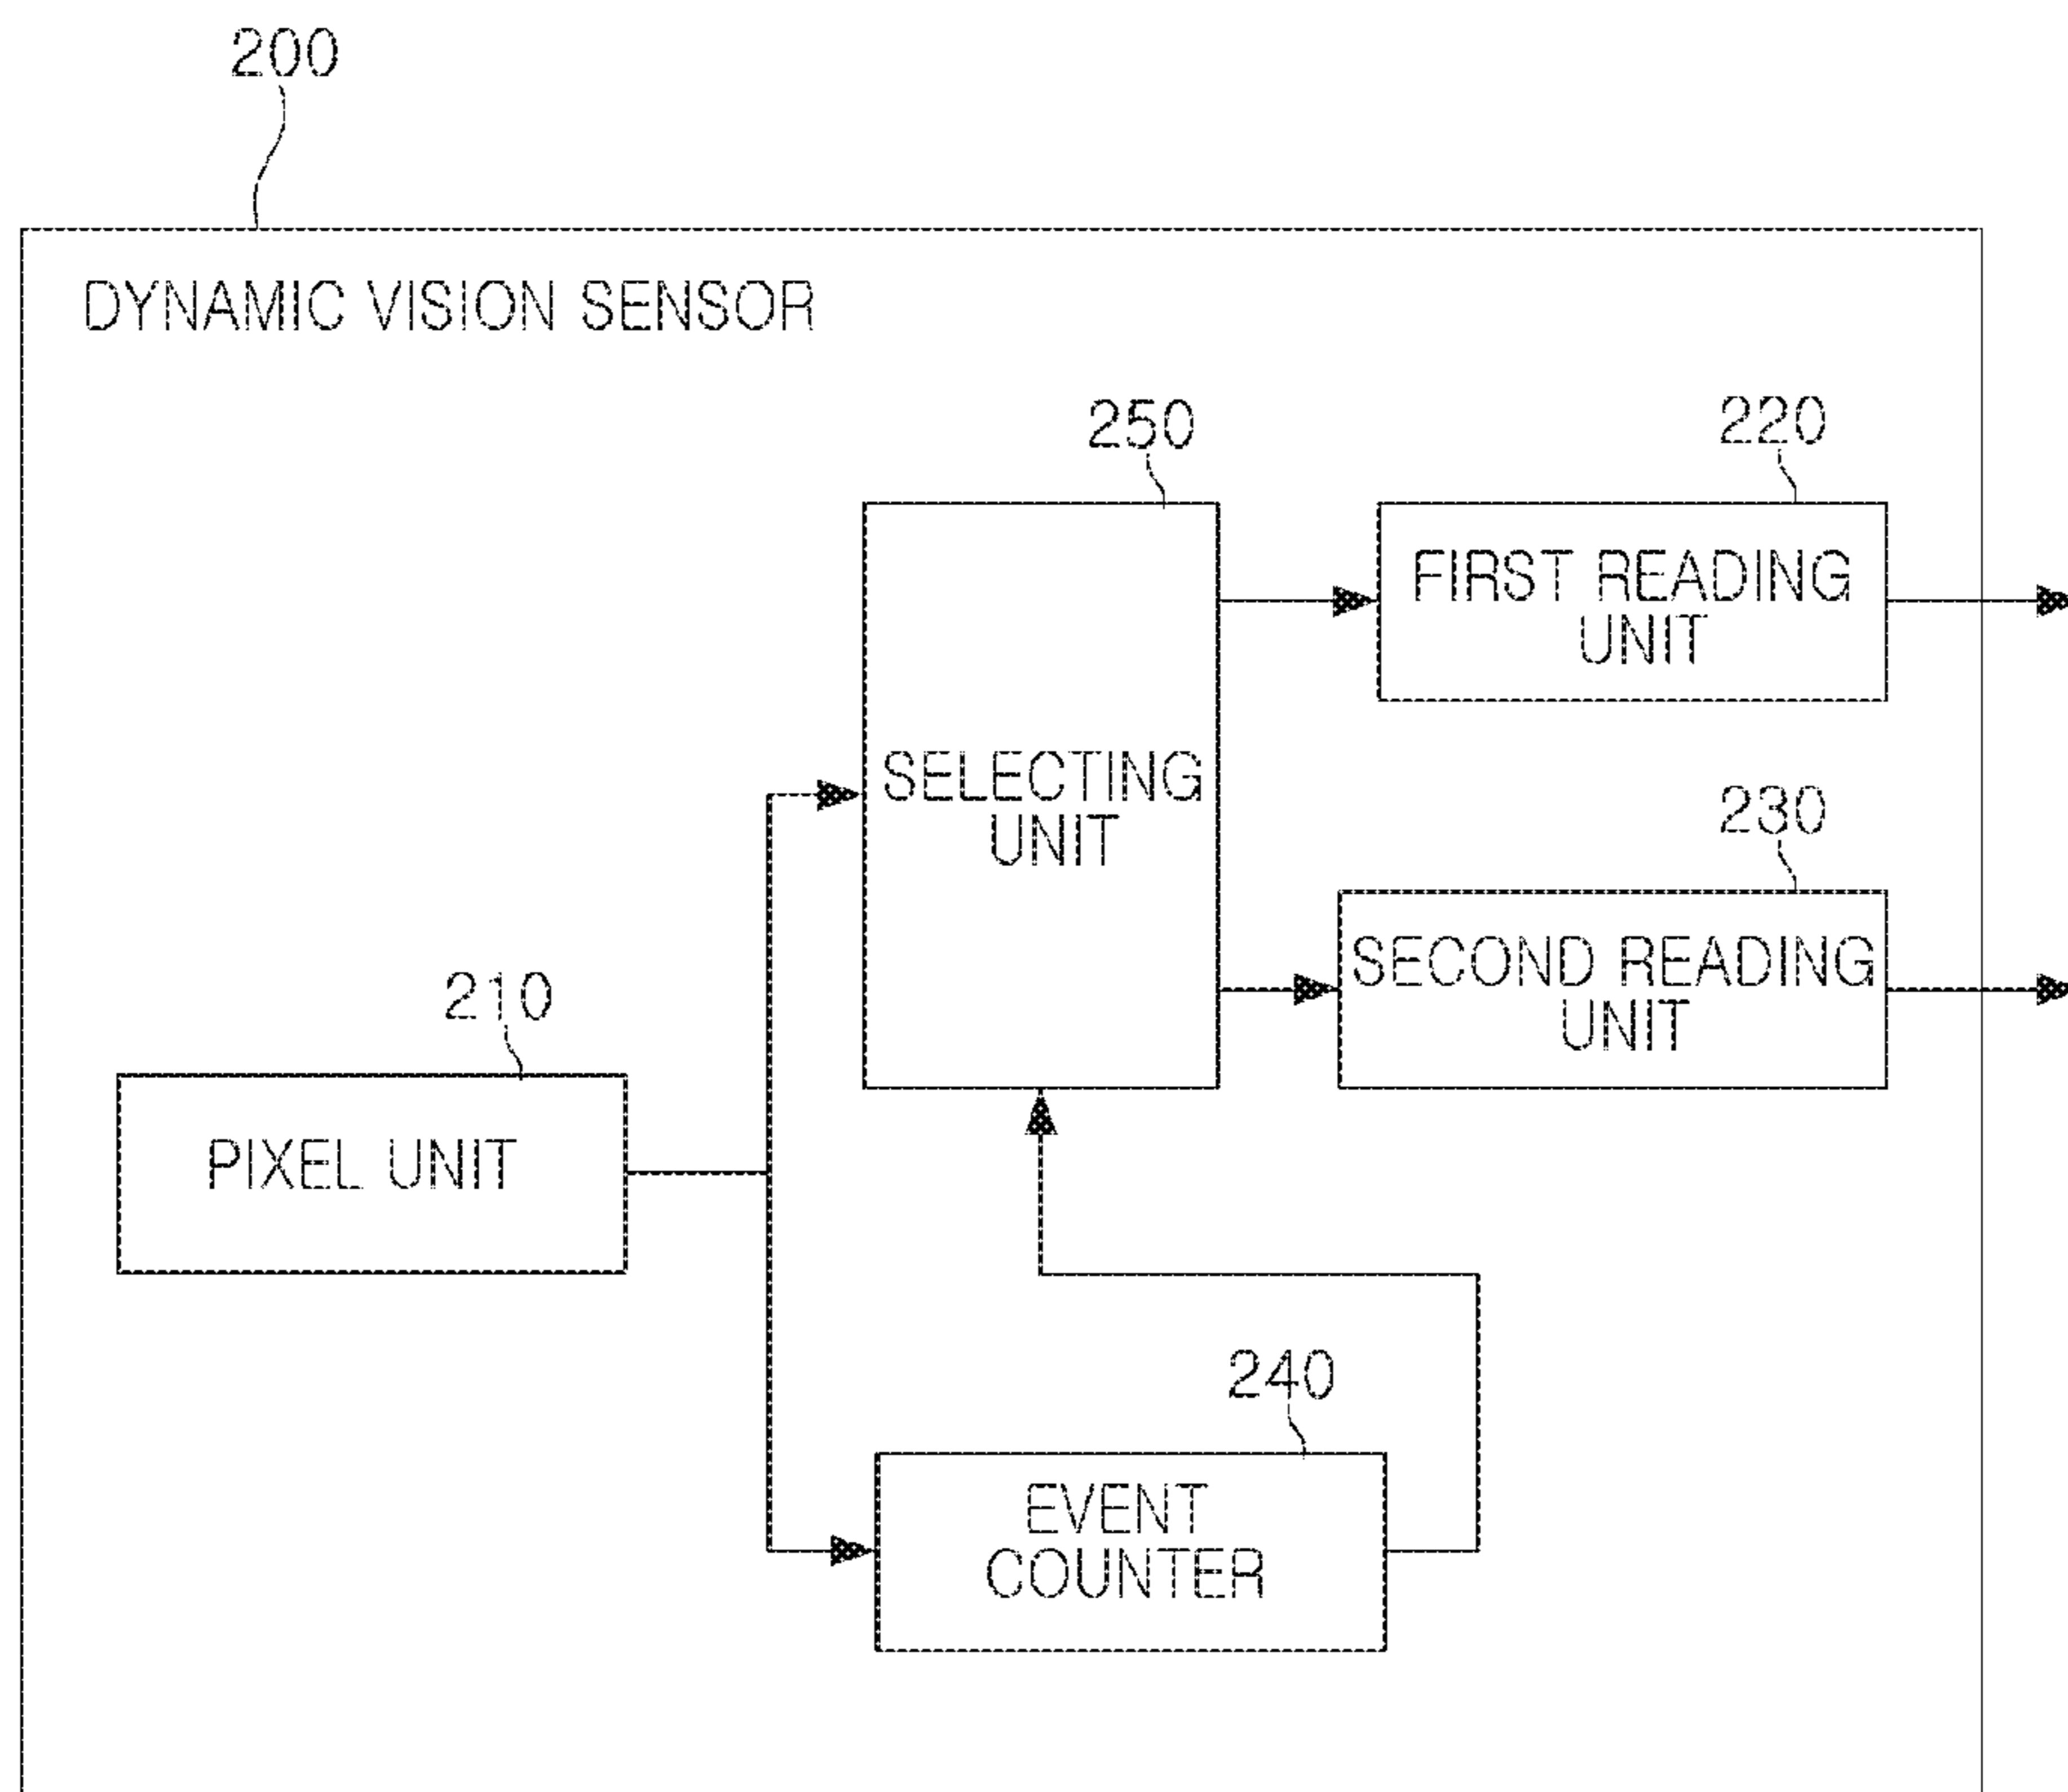 200
DYNAMIC VISION SENSOR
250
220
FIRST READING
UNIT
SELECTING
UNIT
230
SECOND READING
UNIT
210
PIXEL UNIT
240
EVENT
COUNTER